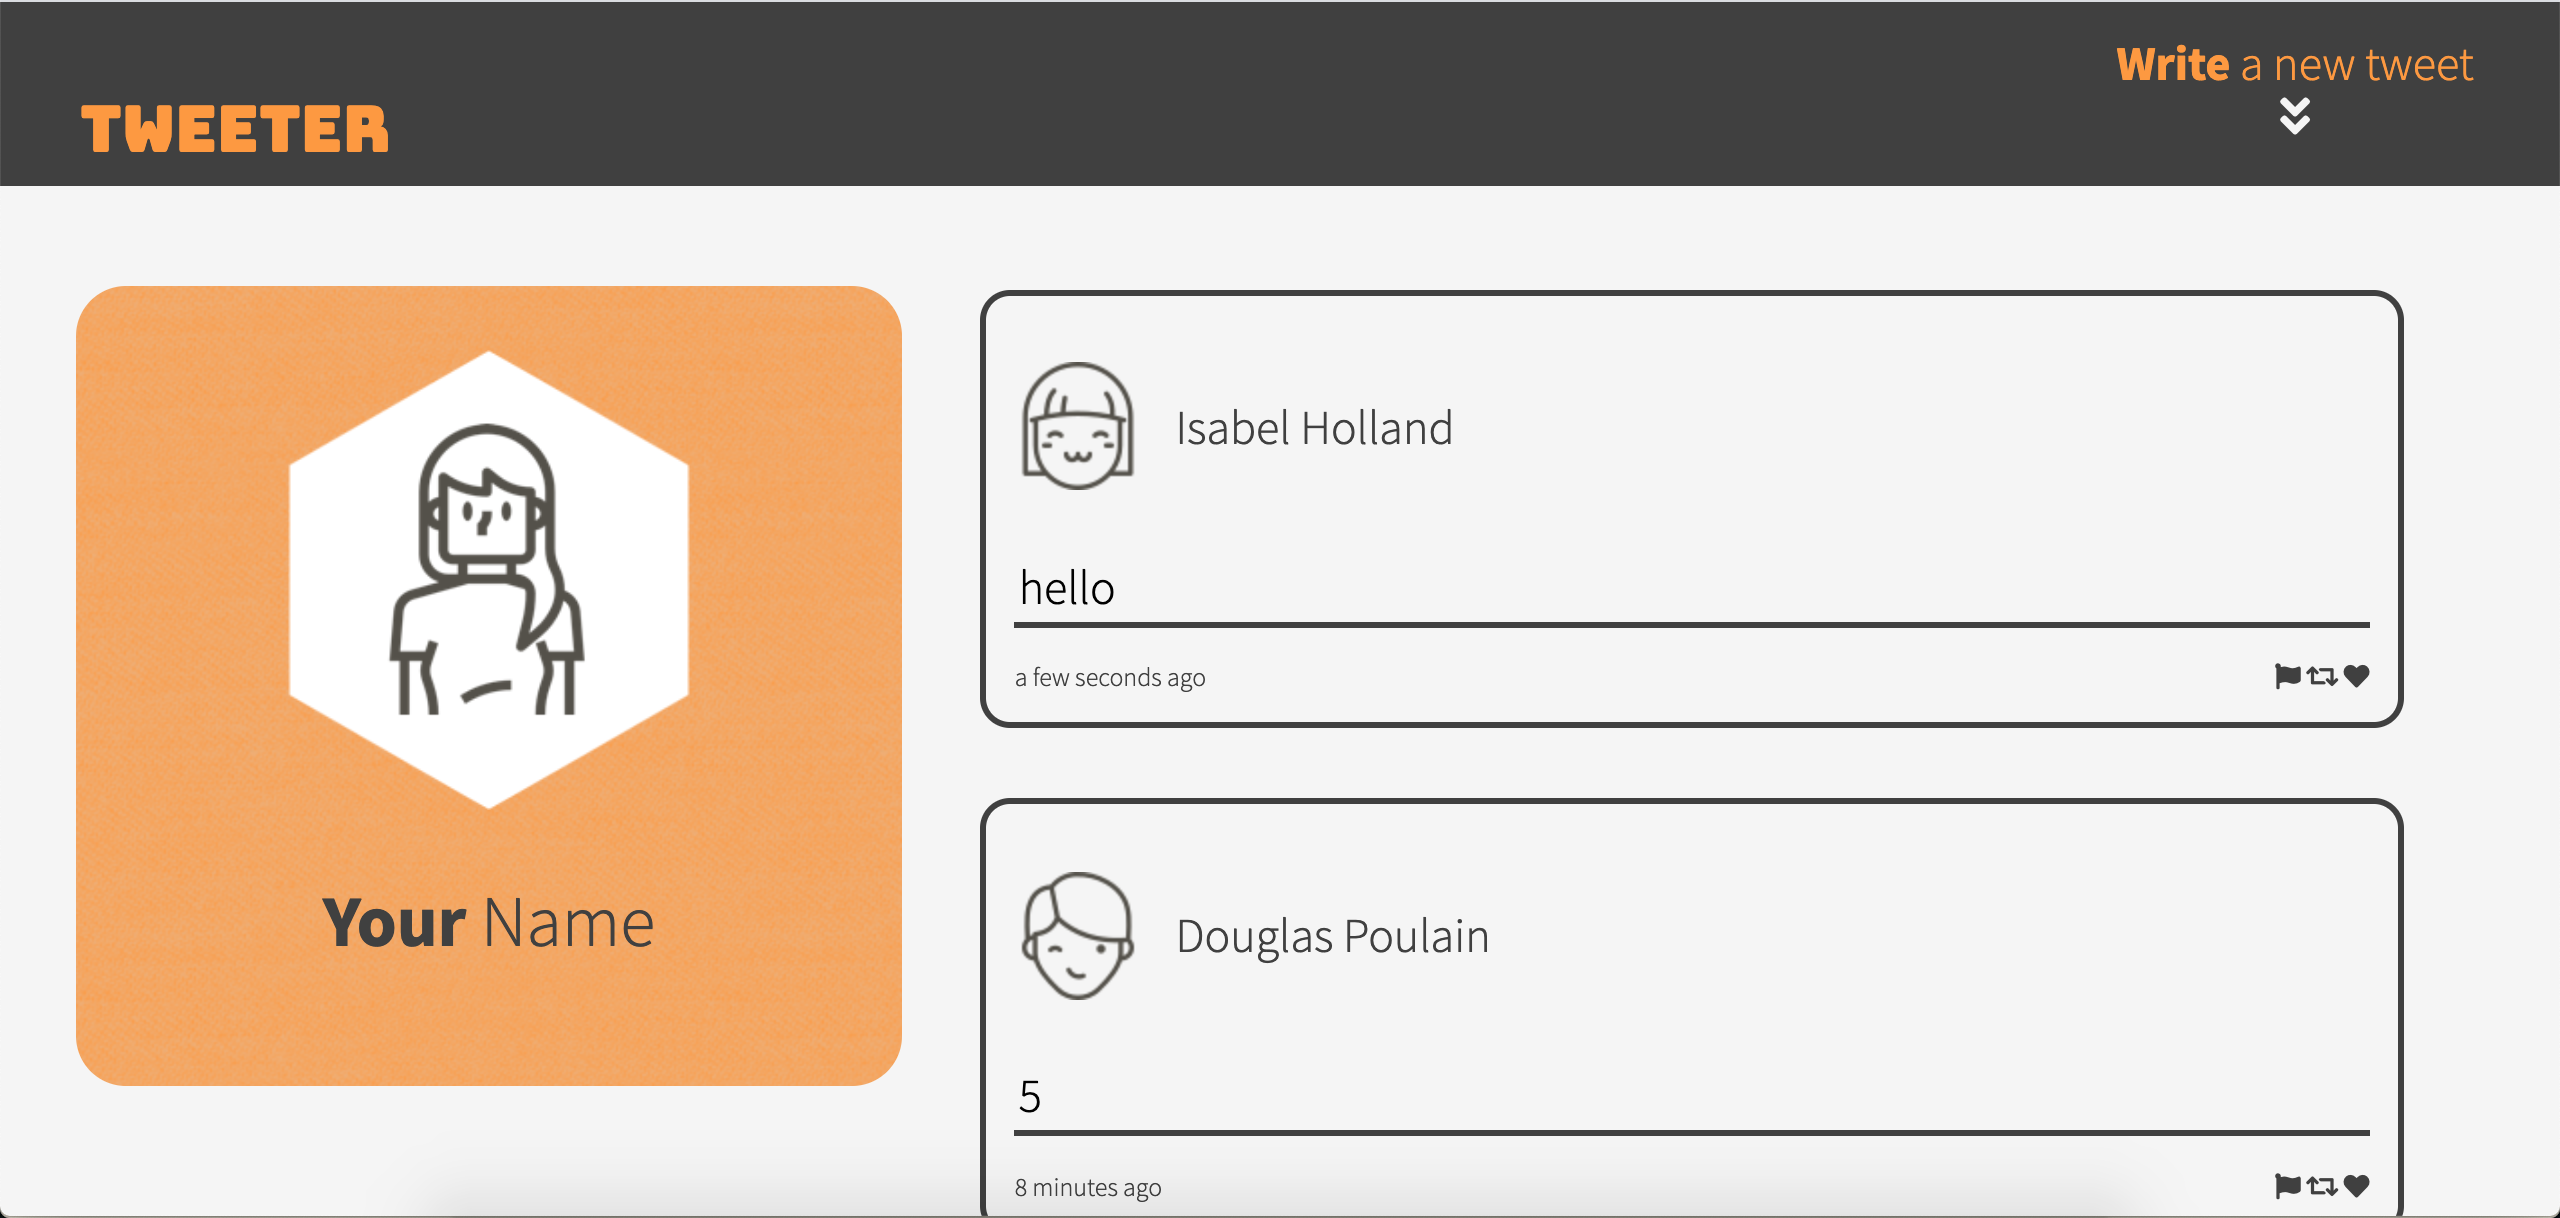 TWEETER
Write a new tweet
Your Name
Isabel Holland
hello
a few seconds ago
Douglas Poulain
5
8 minutes ago